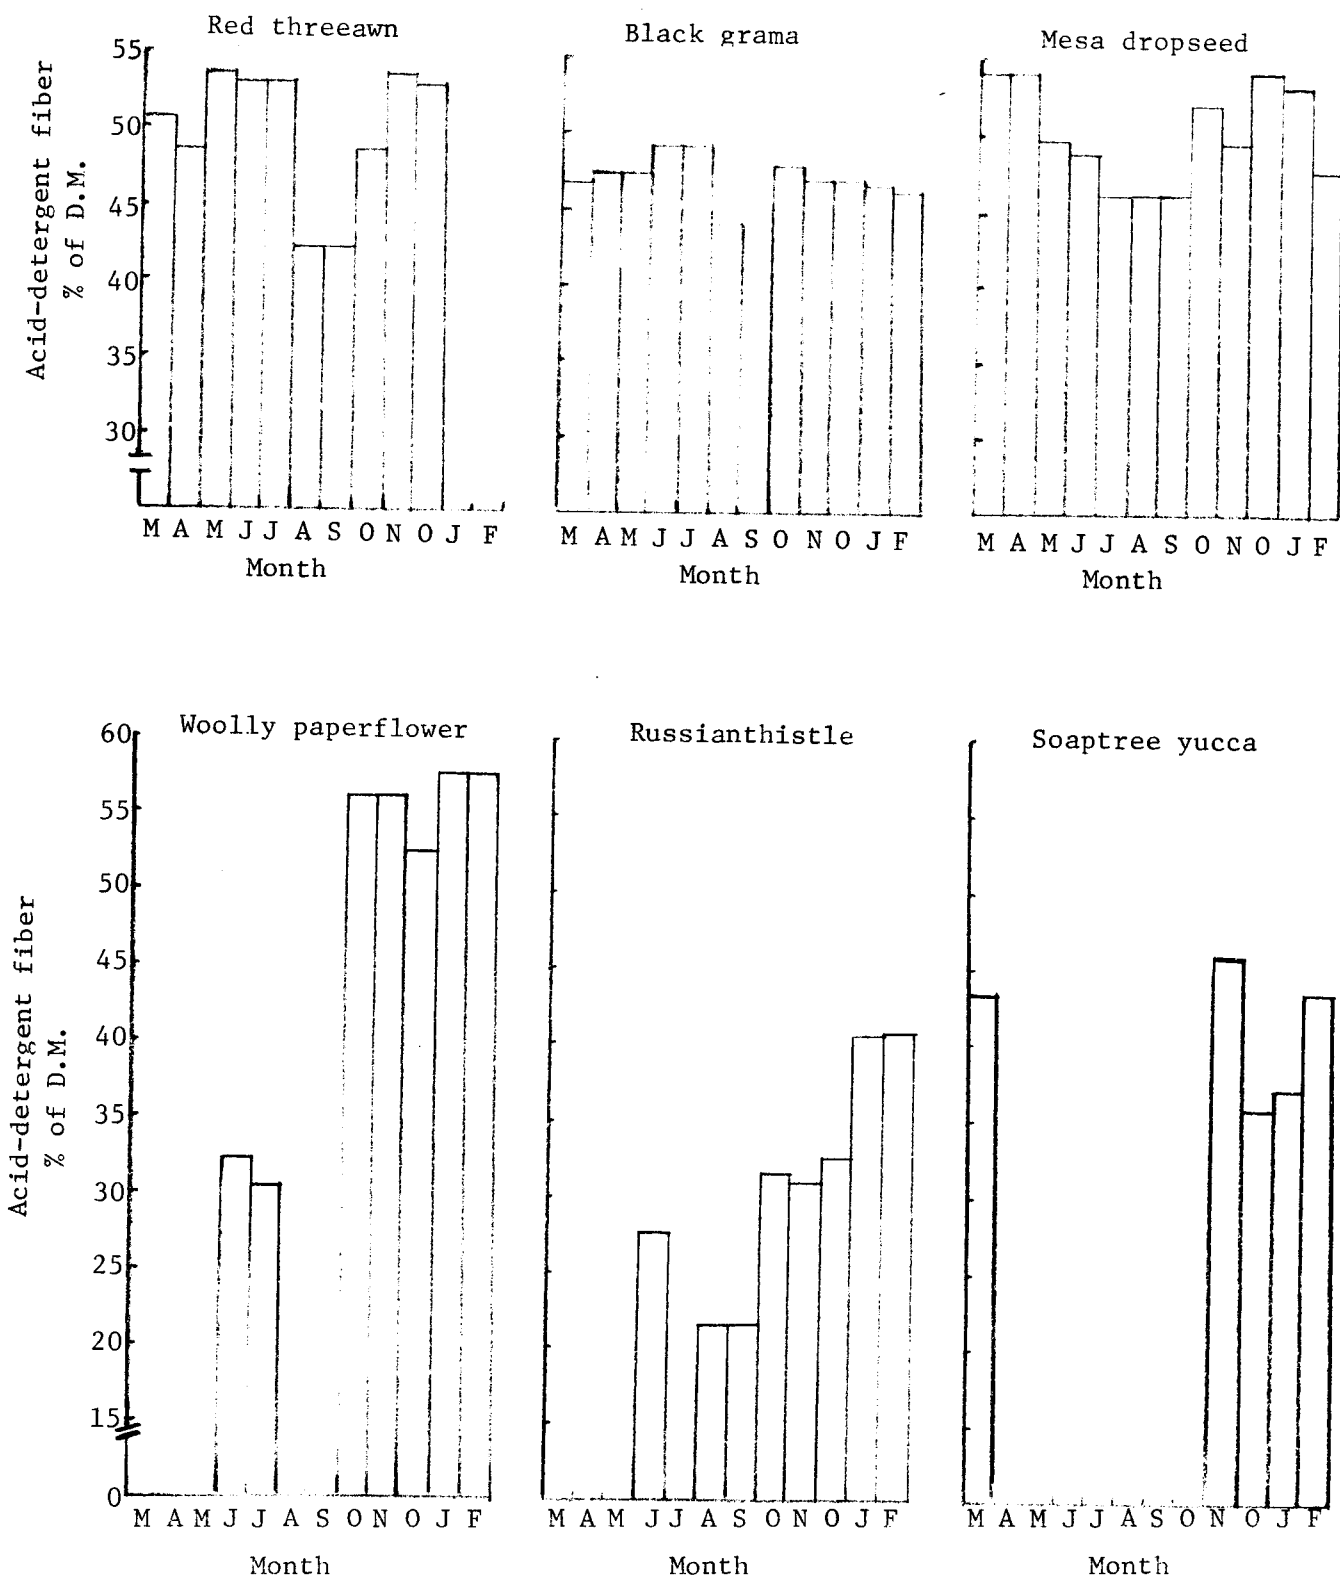 Red threeawn
Black grama
Mesa dropseed
Acid-detergent fiber
% of D.M.
55
50
45
40
35
30
M A M J J A S O N O J F
Month
M A M J J A S O N O J F
Month
M A M J J A S O N O J F
Month
Woolly paperflower
Russianthistle
Soaptree yucca
Acid-detergent fiber
% of D.M.
60
55
50
45
40
35
30
25
20
15
0
M A M J J A S O N O J F
Month
M A M J J A S O N O J F
Month
M A M J J A S O N O J F
Month